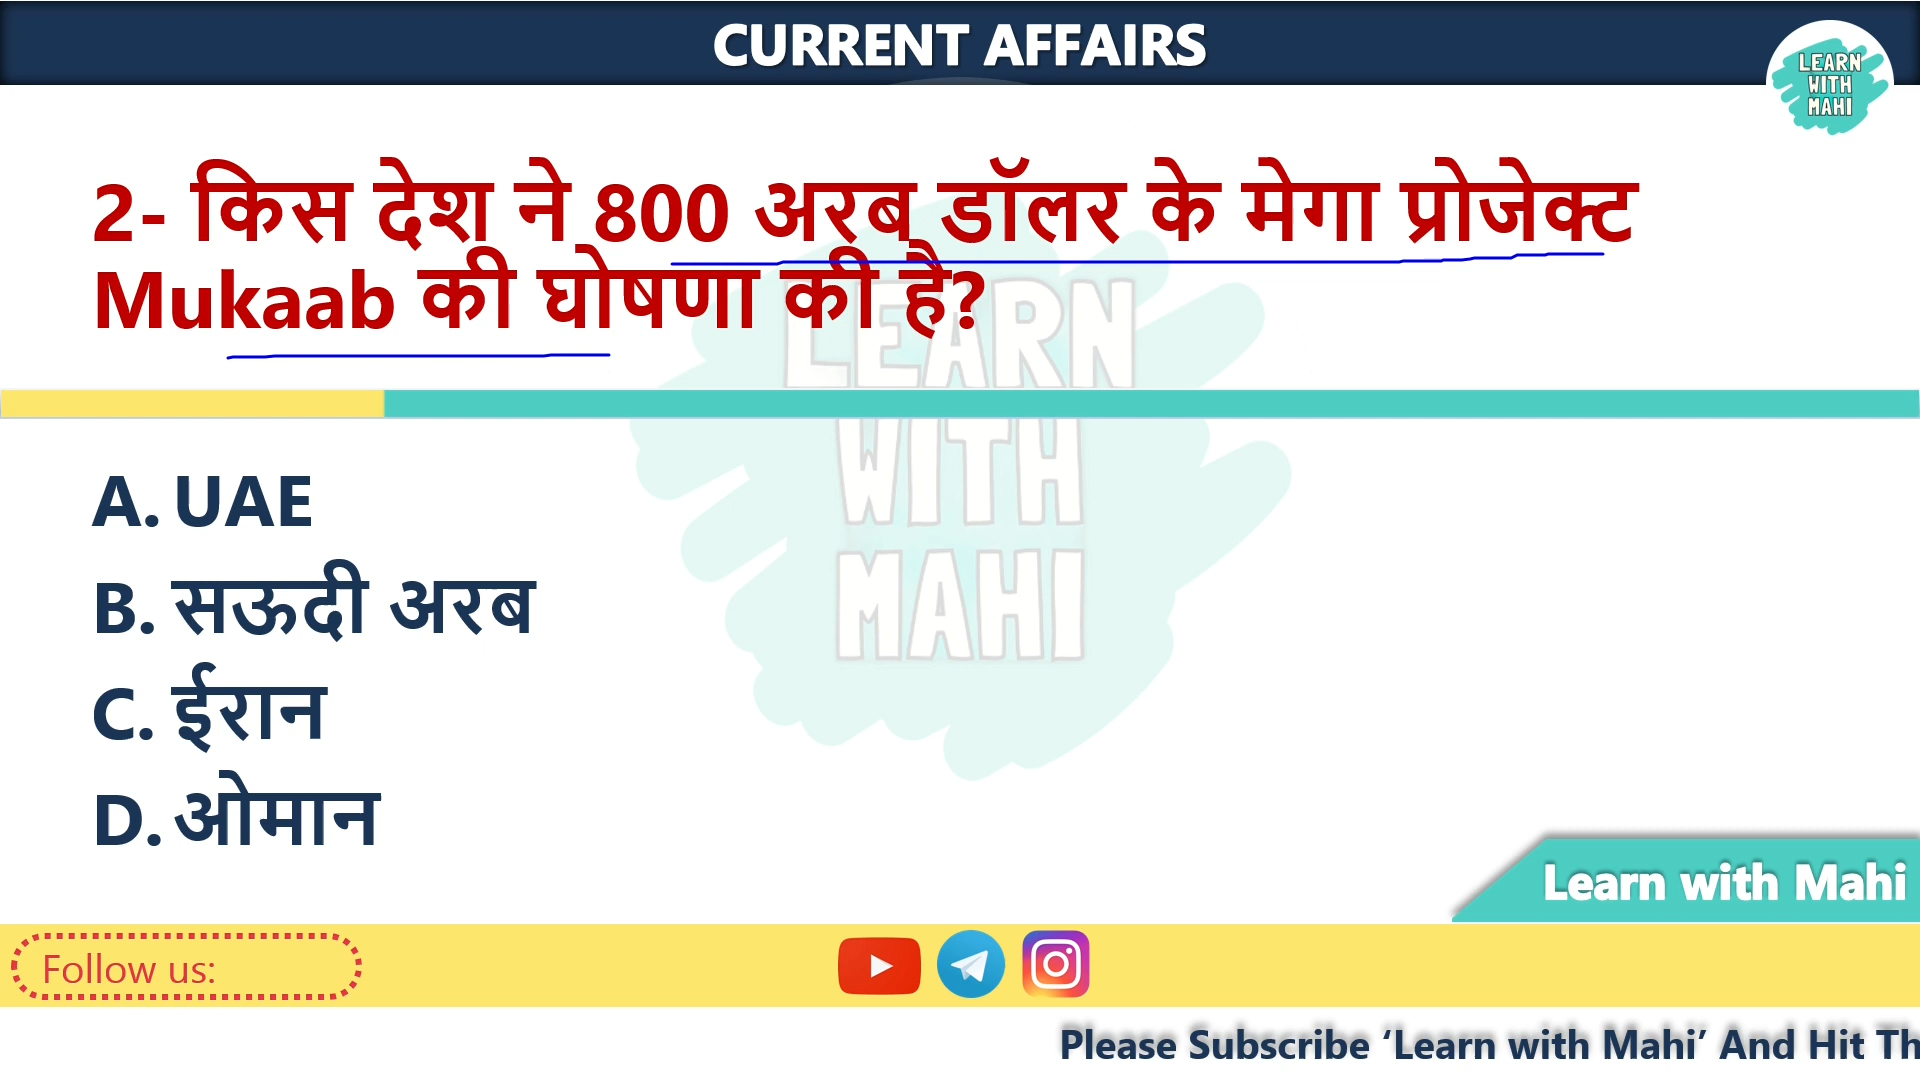 CURRENT AFFAIRS
LEARN
WITH
MAHI
2- किस देश ने 800 अरब डॉलर के मेगा प्रोजेक्ट
Mukaab की घोषणा की है?
LEARN
WITH
MAHI
A. UAE
B. सऊदी अरब
C. ईरान
D. ओमान
Learn with Mahi
Follow us:
Please Subscribe ‘Learn with Mahi’ And Hit Th